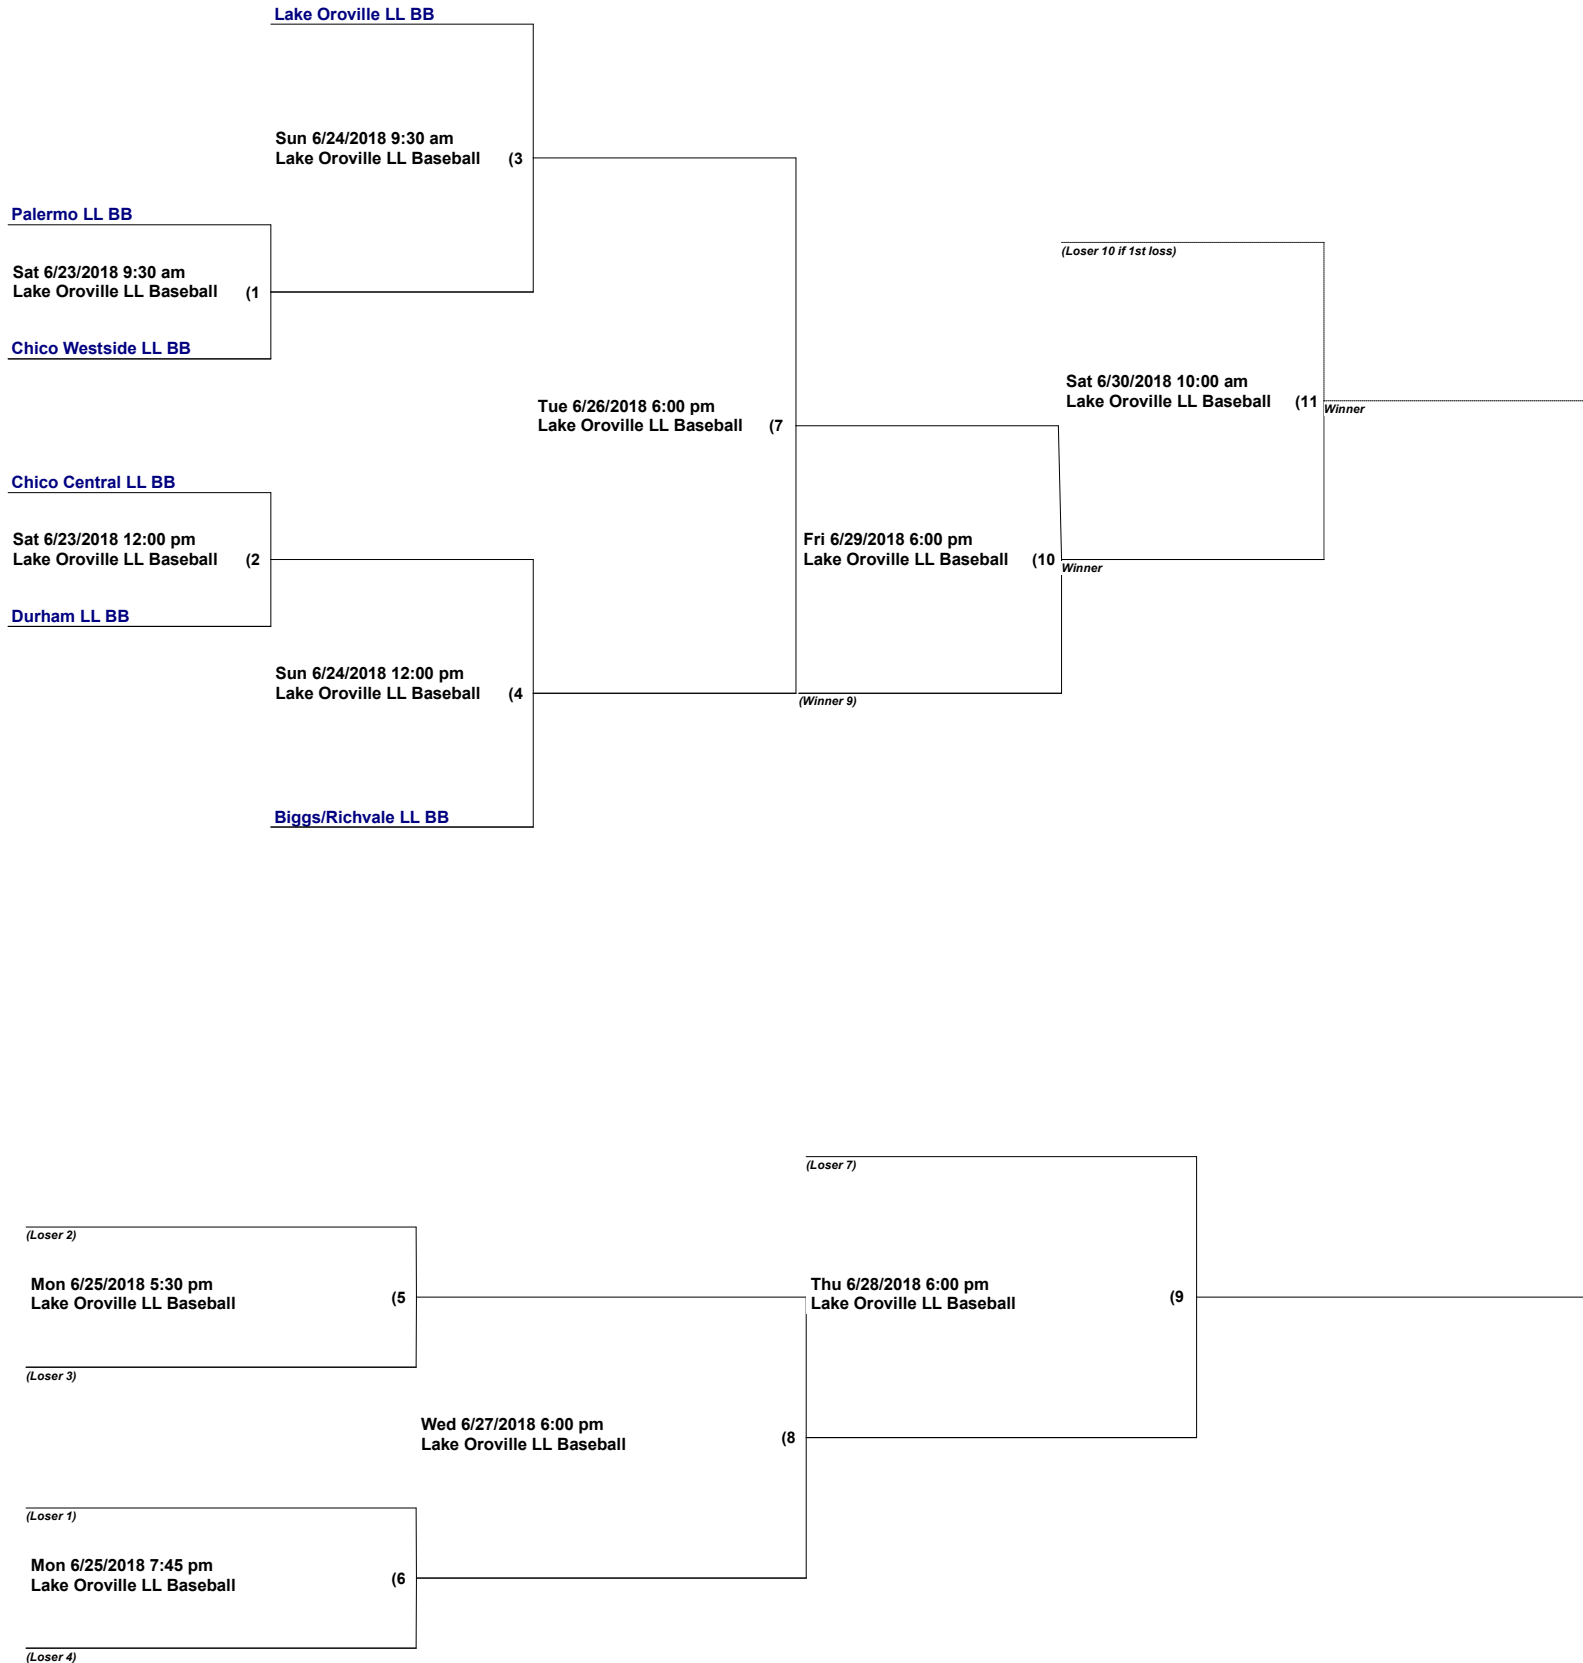 Lake Oroville LL BB
Sun 6/24/2018 9:30 am
Lake Oroville LL Baseball (3
Palermo LL BB
Sat 6/23/2018 9:30 am
Lake Oroville LL Baseball (1
Chico Westside LL BB
(Loser 10 if 1st loss)
Sat 6/30/2018 10:00 am
Lake Oroville LL Baseball (11
Winner
Tue 6/26/2018 6:00 pm
Lake Oroville LL Baseball (7
Chico Central LL BB
Sat 6/23/2018 12:00 pm
Lake Oroville LL Baseball (2
Durham LL BB
Fri 6/29/2018 6:00 pm
Lake Oroville LL Baseball (10
Winner
Sun 6/24/2018 12:00 pm
Lake Oroville LL Baseball (4
(Winner 9)
Biggs/Richvale LL BB
(Loser 7)
(Loser 2)
Mon 6/25/2018 5:30 pm
Lake Oroville LL Baseball (5
Thu 6/28/2018 6:00 pm
Lake Oroville LL Baseball (9
(Loser 3)
Wed 6/27/2018 6:00 pm
Lake Oroville LL Baseball (8
(Loser 1)
Mon 6/25/2018 7:45 pm
Lake Oroville LL Baseball (6
(Loser 4)